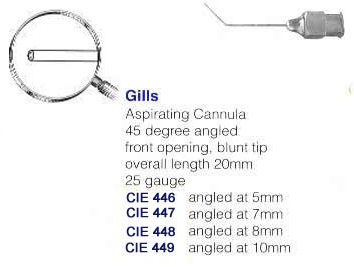 Gills
Aspirating Cannula
45 degree angled
front opening, blunt tip
overall length 20mm
25 gauge
CIE 446 angled at 5mm
CIE 447 angled at 7mm
CIE 448 angled at 8mm
CIE 449 angled at 10mm